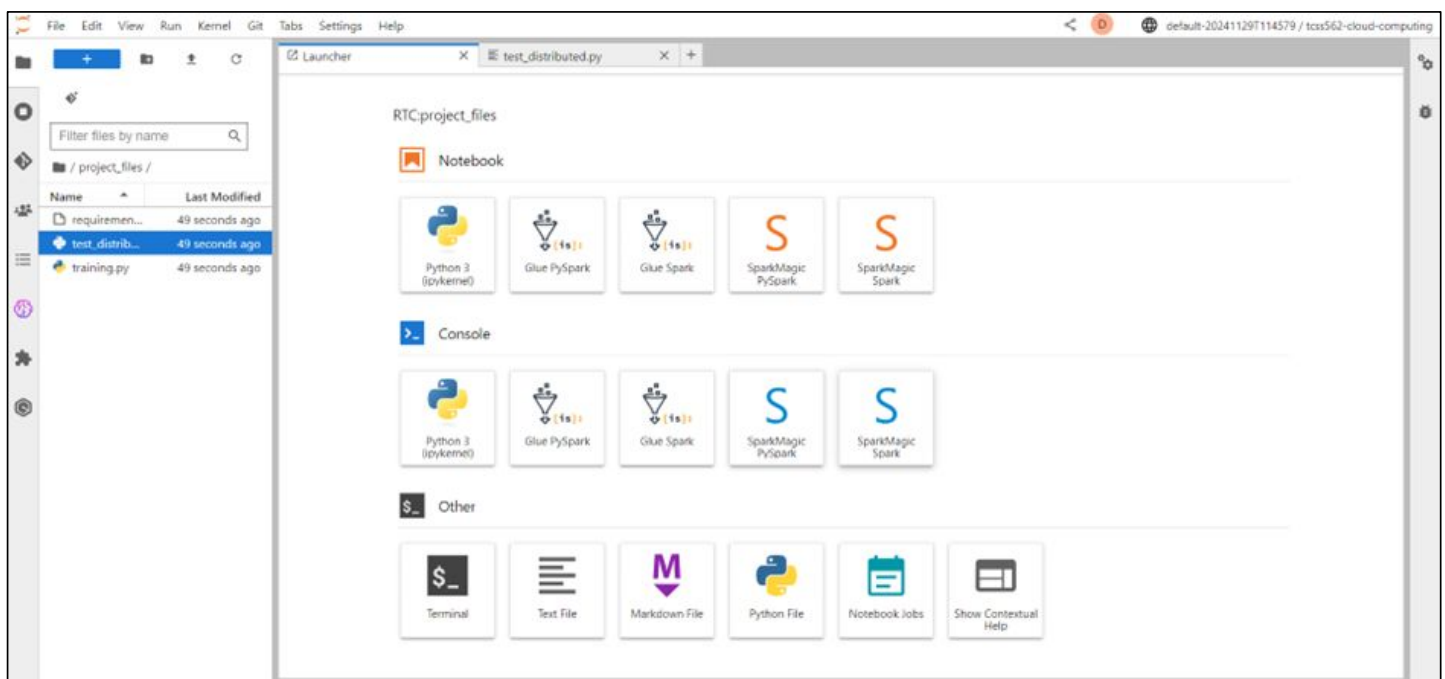 File Edit View Run Kernel Git Tabs Settings Help
D
default-20241129T114579 / tcss562-cloud-computing
+
Launcher
test_distributed.py
+
Filter files by name
/ project_files /
Name Last Modified
requiremen... 49 seconds ago
test_distrib... 49 seconds ago
training.py 49 seconds ago
RTC:project_files
Notebook
Python 3
(ipykernel)
Glue PySpark
Glue Spark
SparkMagic
PySpark
SparkMagic
Spark
Console
Python 3
(ipykernel)
Glue PySpark
Glue Spark
SparkMagic
PySpark
SparkMagic
Spark
$_ Other
$_
Terminal
Text File
M
Markdown File
Python File
Notebook Jobs
Show Contextual
Help